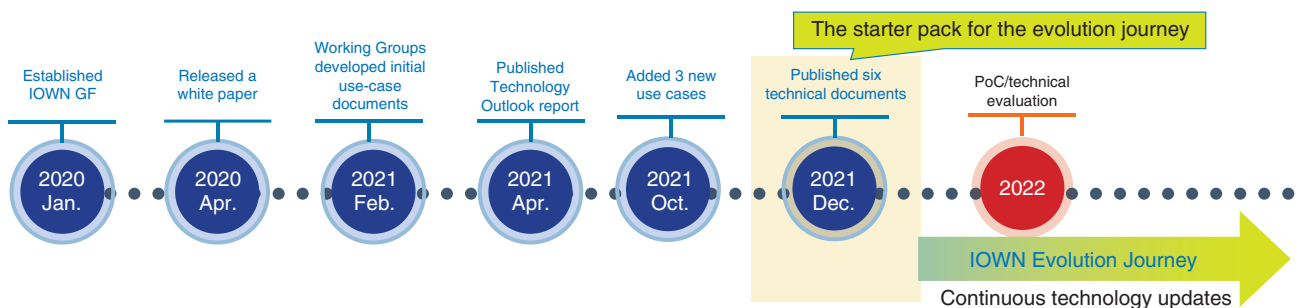 The starter pack for the evolution journey
Established
IOWN GF
Released a
white paper
Working Groups
developed initial
use-case
documents
Published
Technology
Outlook report
Added 3 new
use cases
Published six
technical documents
PoC/technical
evaluation
2020
Jan.
2020
Apr.
2021
Feb.
2021
Apr.
2021
Oct.
2021
Dec.
2022
IOWN Evolution Journey
Continuous technology updates